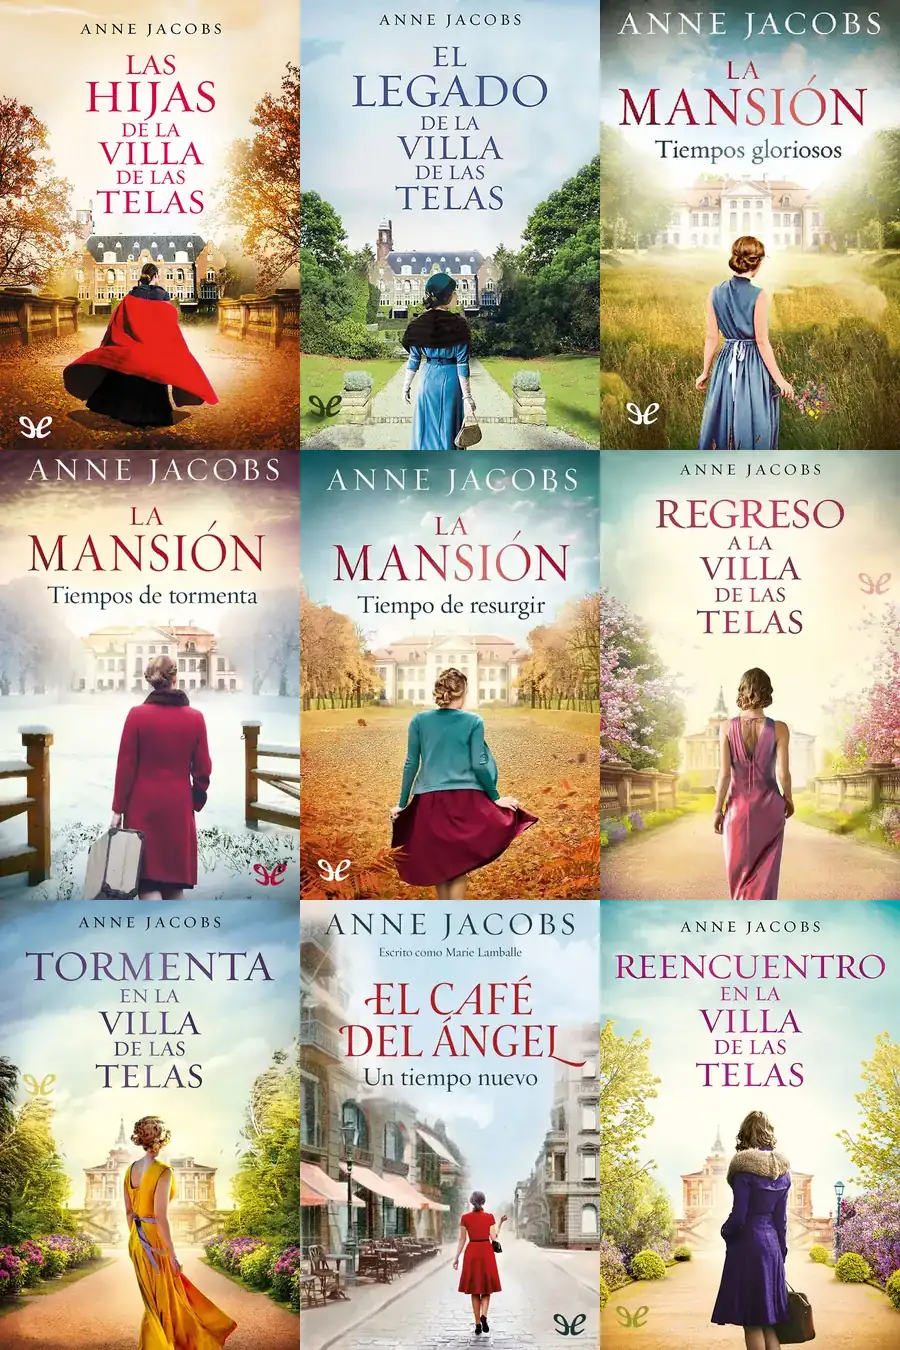 ANNE JACOBS
LAS
HIJAS
DE LA
VILLA
DE LAS
TELAS
ANNE JACOBS
EL
LEGADO
DE LA
VILLA
DE LAS
TELAS
ANNE JACOBS
LA
MANSIÓN
Tiempos gloriosos
ANNE JACOBS
LA
MANSIÓN
Tiempos de tormenta
ANNE JACOBS
LA
MANSIÓN
Tiempo de resurgir
ANNE JACOBS
REGRESO
A LA
VILLA
DE LAS
TELAS
ANNE JACOBS
TORMENTA
EN LA
VILLA
DE LAS
TELAS
ANNE JACOBS
Escrito como Marie Lamballe
EL CAFÉ
DEL ÁNGEL
Un tiempo nuevo
ANNE JACOBS
REENCUENTRO
EN LA
VILLA
DE LAS
TELAS